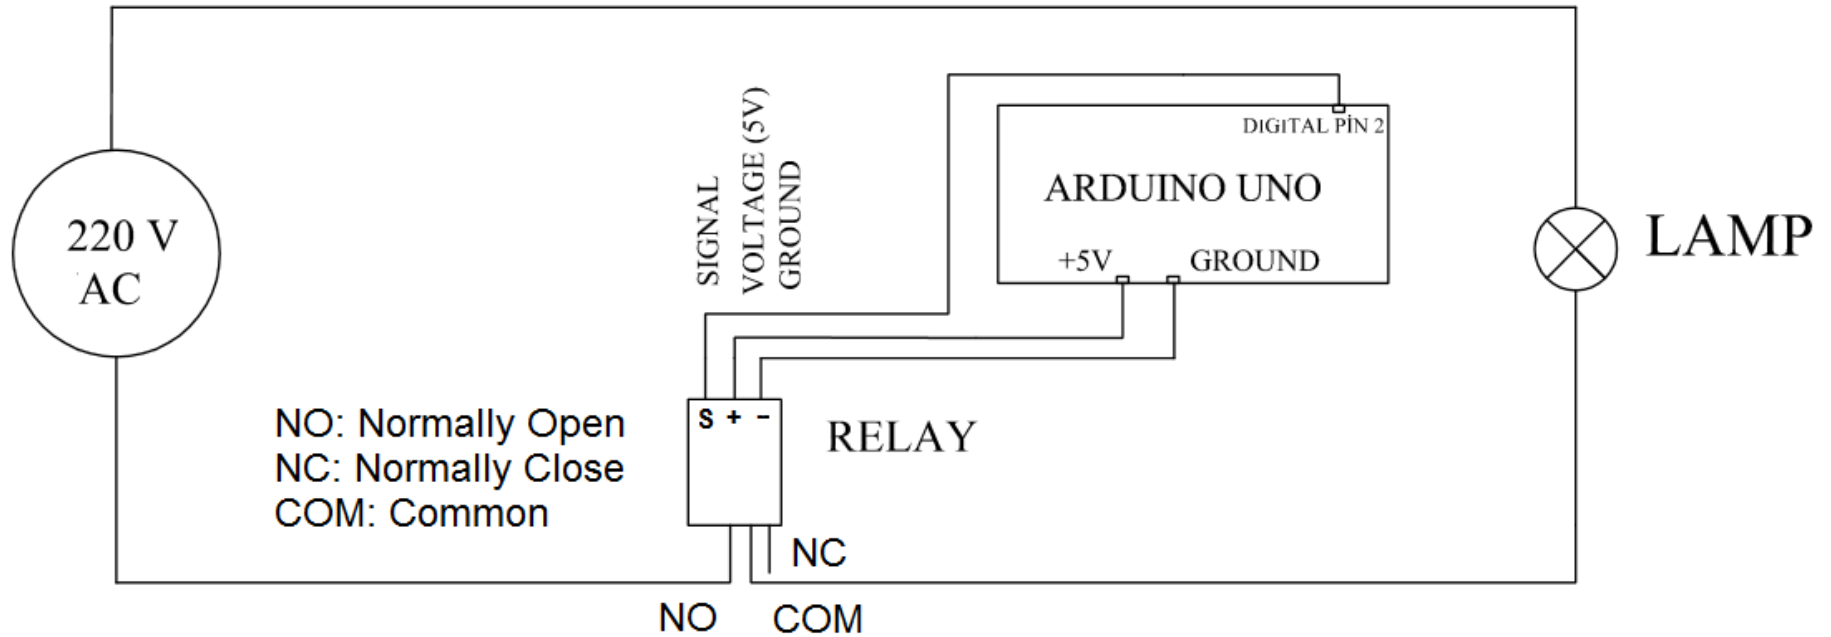 220 V
AC
SIGNAL
VOLTAGE (5V)
GROUND
DIGITAL PİN 2
ARDUINO UNO
+5V
GROUND
LAMP
NO: Normally Open
NC: Normally Close
COM: Common
S + -
RELAY
NC
NO
COM